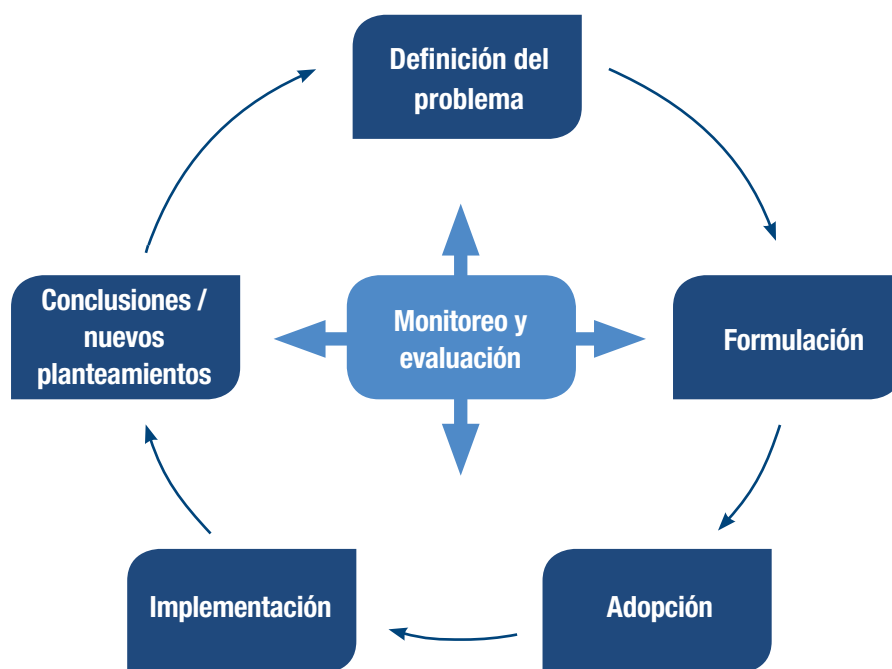 Definición del
problema
Conclusiones /
nuevos
planteamientos
Monitoreo y
evaluación
Formulación
Implementación
Adopción